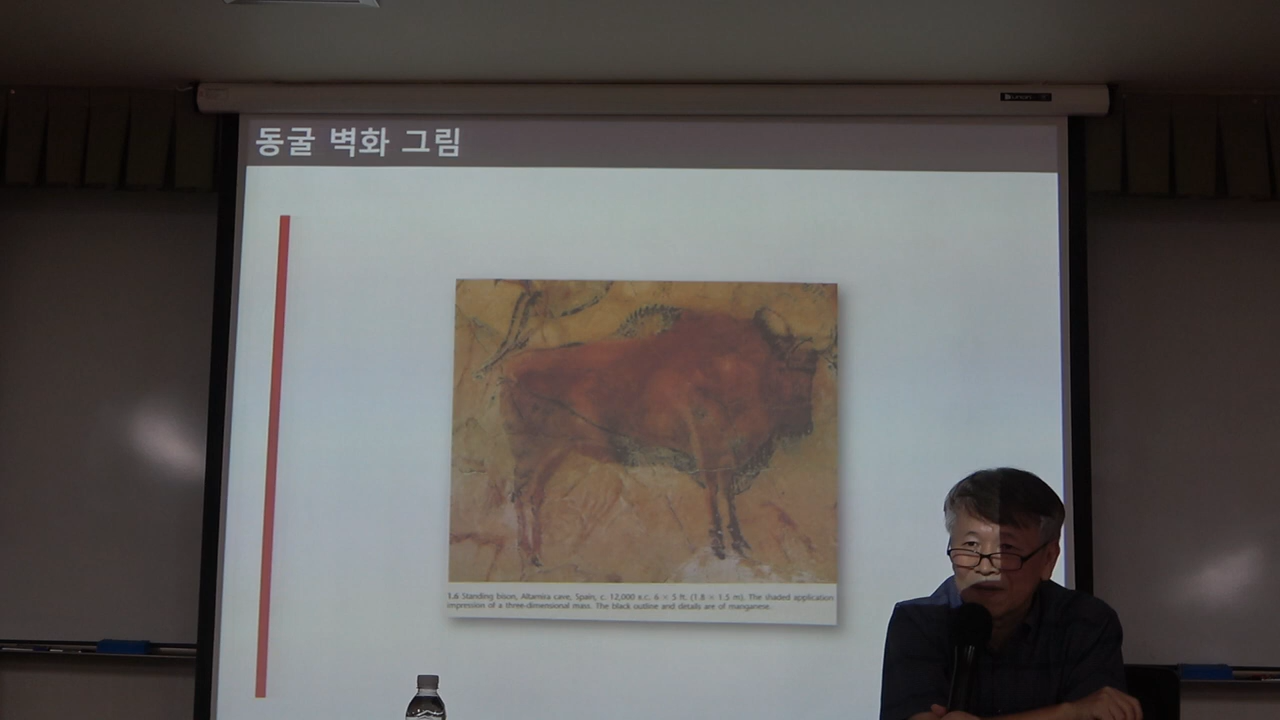 동굴 벽화 그림
1.6 Standing bison, Altamira cave, Spain, c. 12,000 B.C. 6 × 5 ft. (1.8 × 1.5 m). The shaded application
impression of a three-dimensional mass. The black outline and details are of manganese.